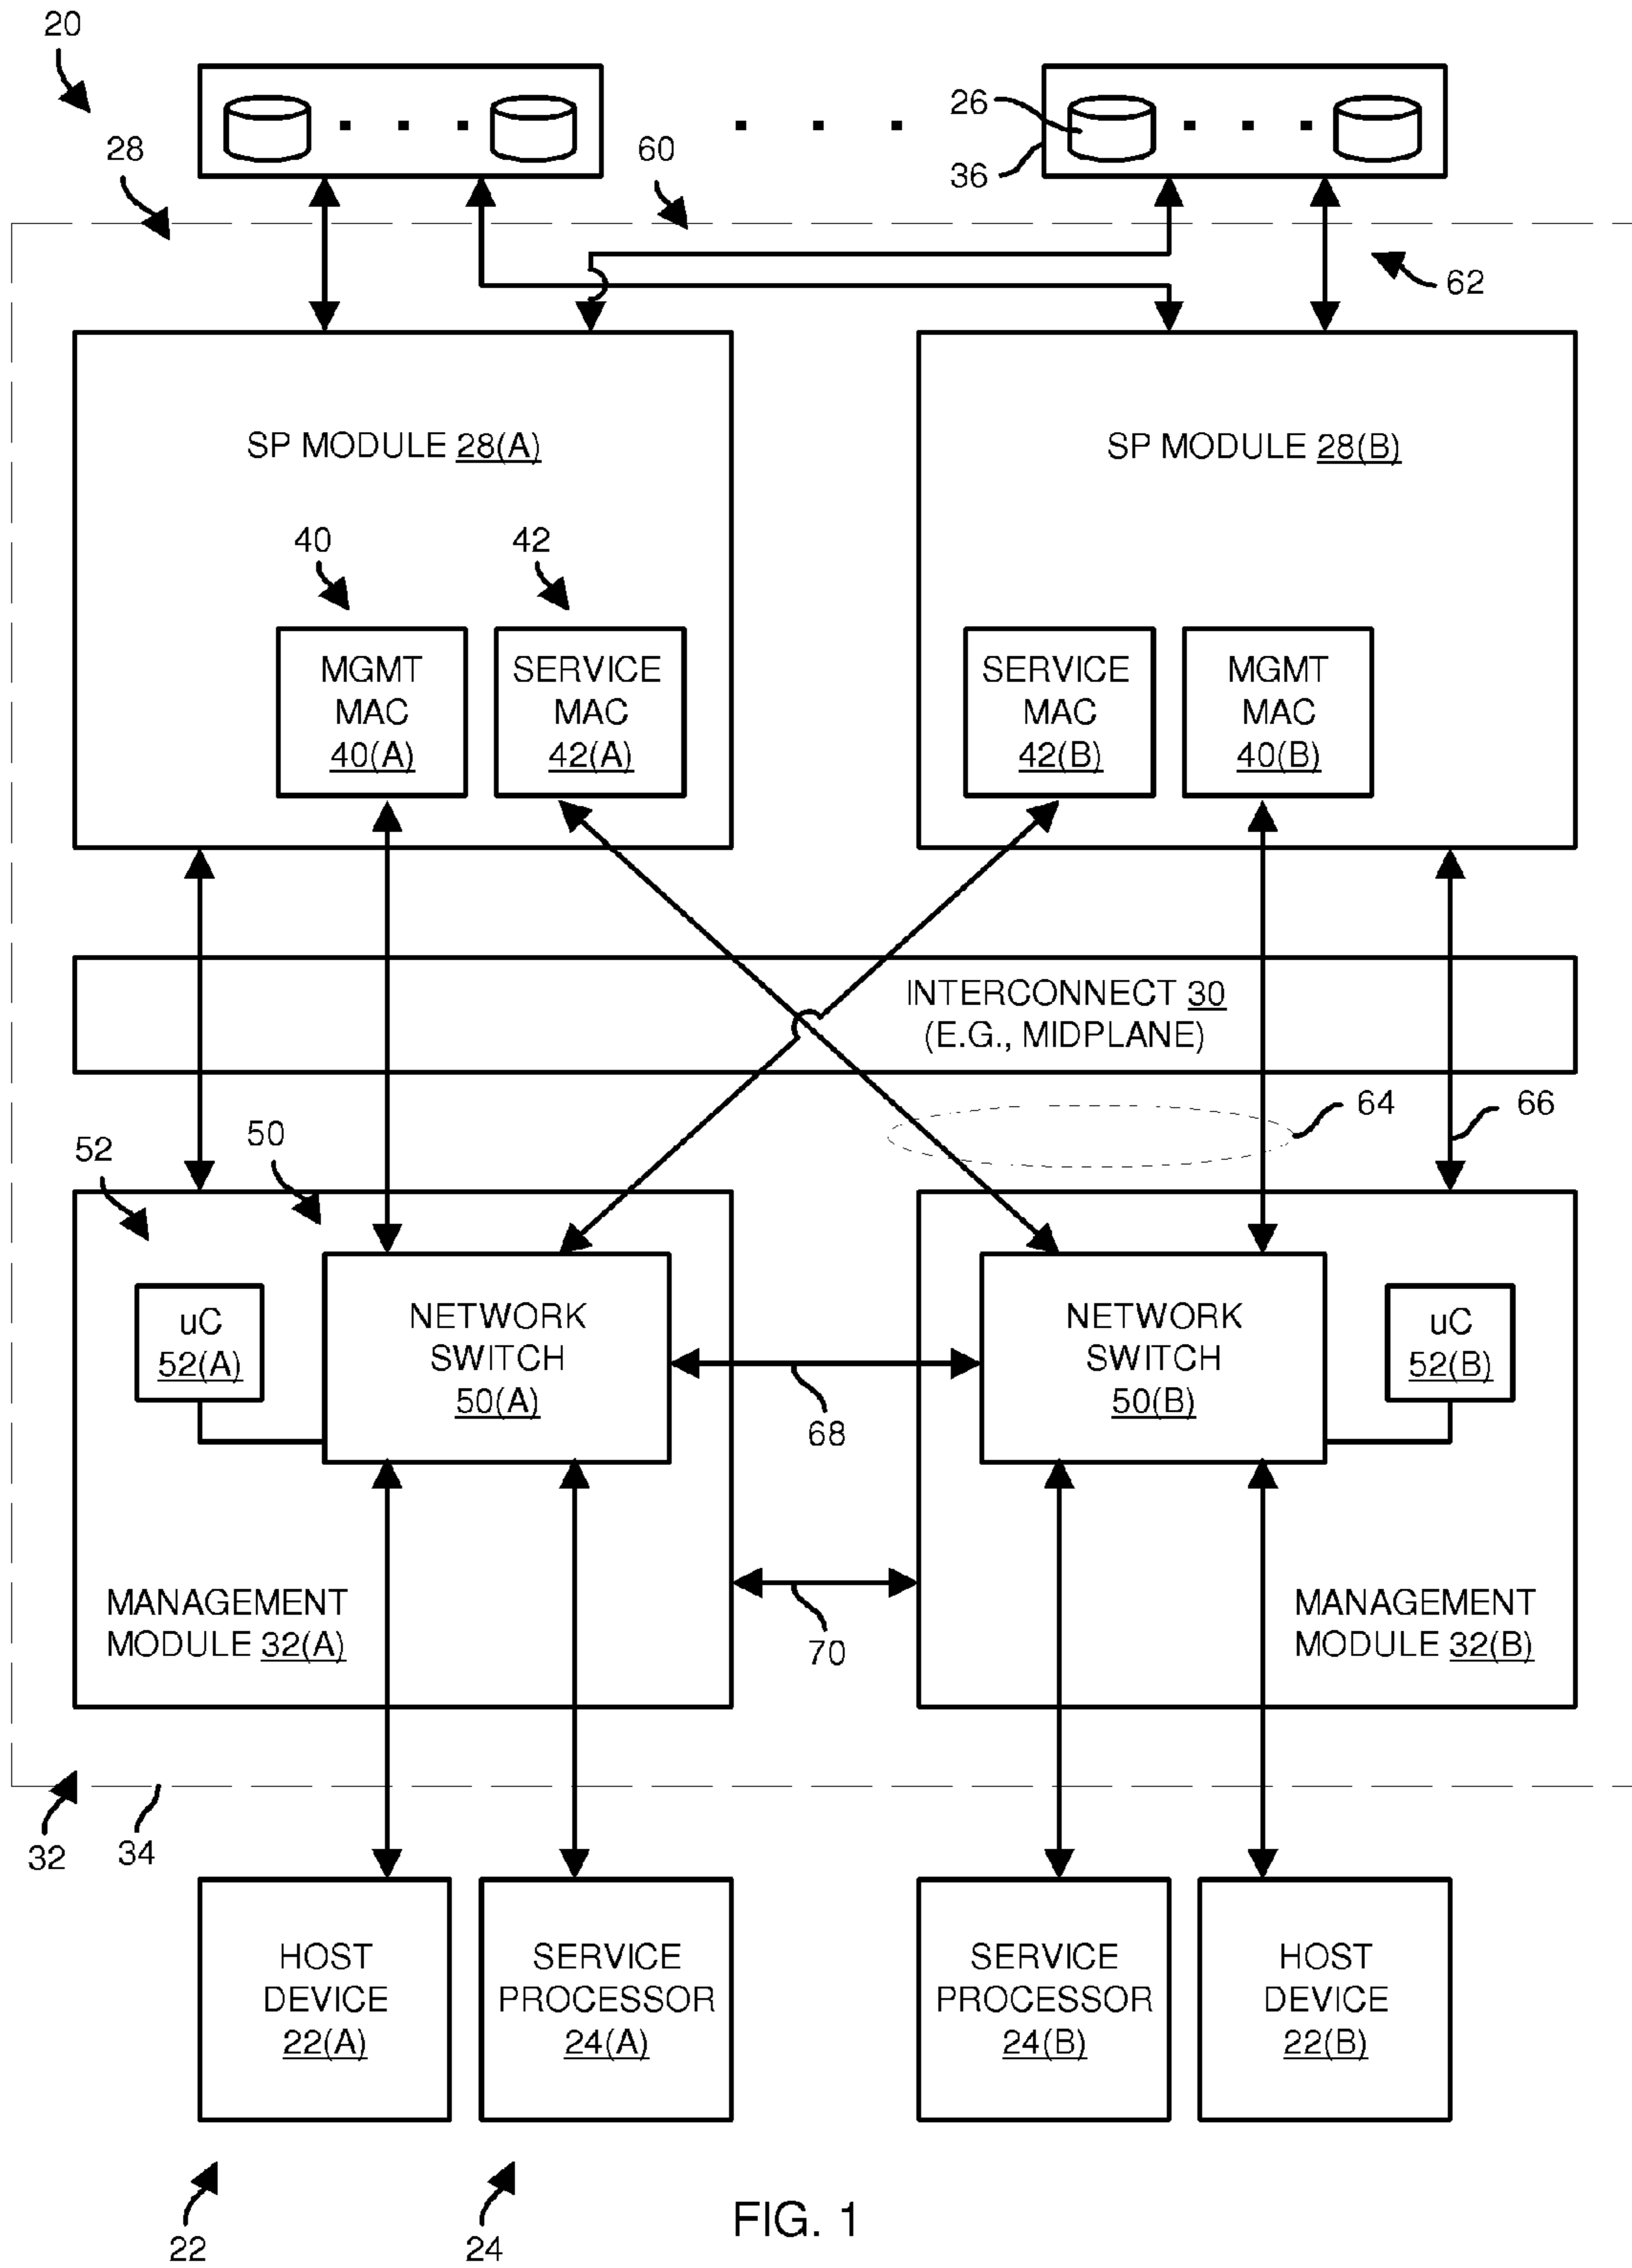 20
28
60
26
36
62
SP MODULE 28(A)
SP MODULE 28(B)
40
42
MGMT
MAC
40(A)
SERVICE
MAC
42(A)
SERVICE
MAC
42(B)
MGMT
MAC
40(B)
INTERCONNECT 30
(E.G., MIDPLANE)
64
66
52
50
uC
52(A)
NETWORK
SWITCH
50(A)
68
NETWORK
SWITCH
50(B)
uC
52(B)
MANAGEMENT
MODULE 32(A)
70
MANAGEMENT
MODULE 32(B)
32
34
HOST
DEVICE
22(A)
SERVICE
PROCESSOR
24(A)
SERVICE
PROCESSOR
24(B)
HOST
DEVICE
22(B)
22
24
FIG. 1